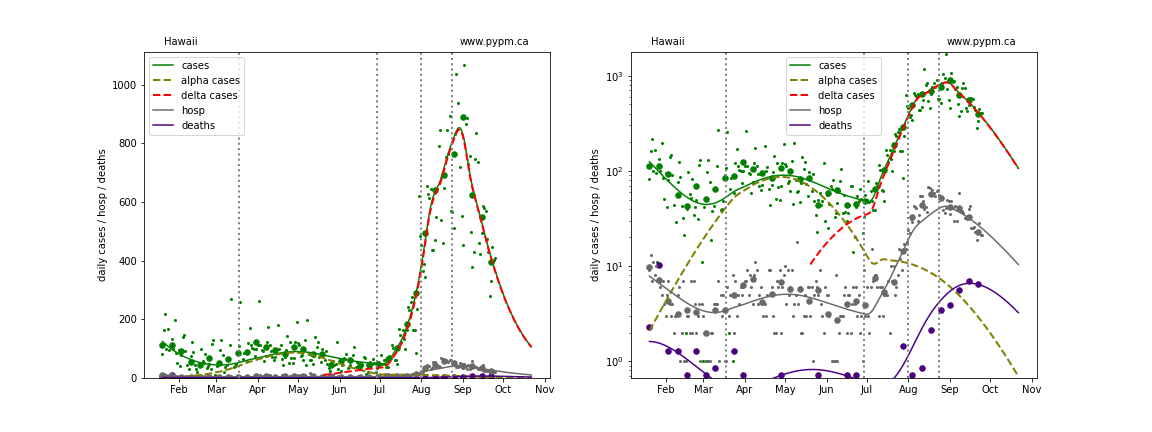 Hawaii www.pypm.ca
cases
alpha cases
delta cases
hosp
deaths
daily cases / hosp / deaths
1000
800
600
400
200
0
Feb Mar Apr May Jun Jul Aug Sep Oct Nov
Hawaii www.pypm.ca
cases
alpha cases
delta cases
hosp
deaths
daily cases / hosp / deaths
10³
10²
10¹
10⁰
Feb Mar Apr May Jun Jul Aug Sep Oct Nov